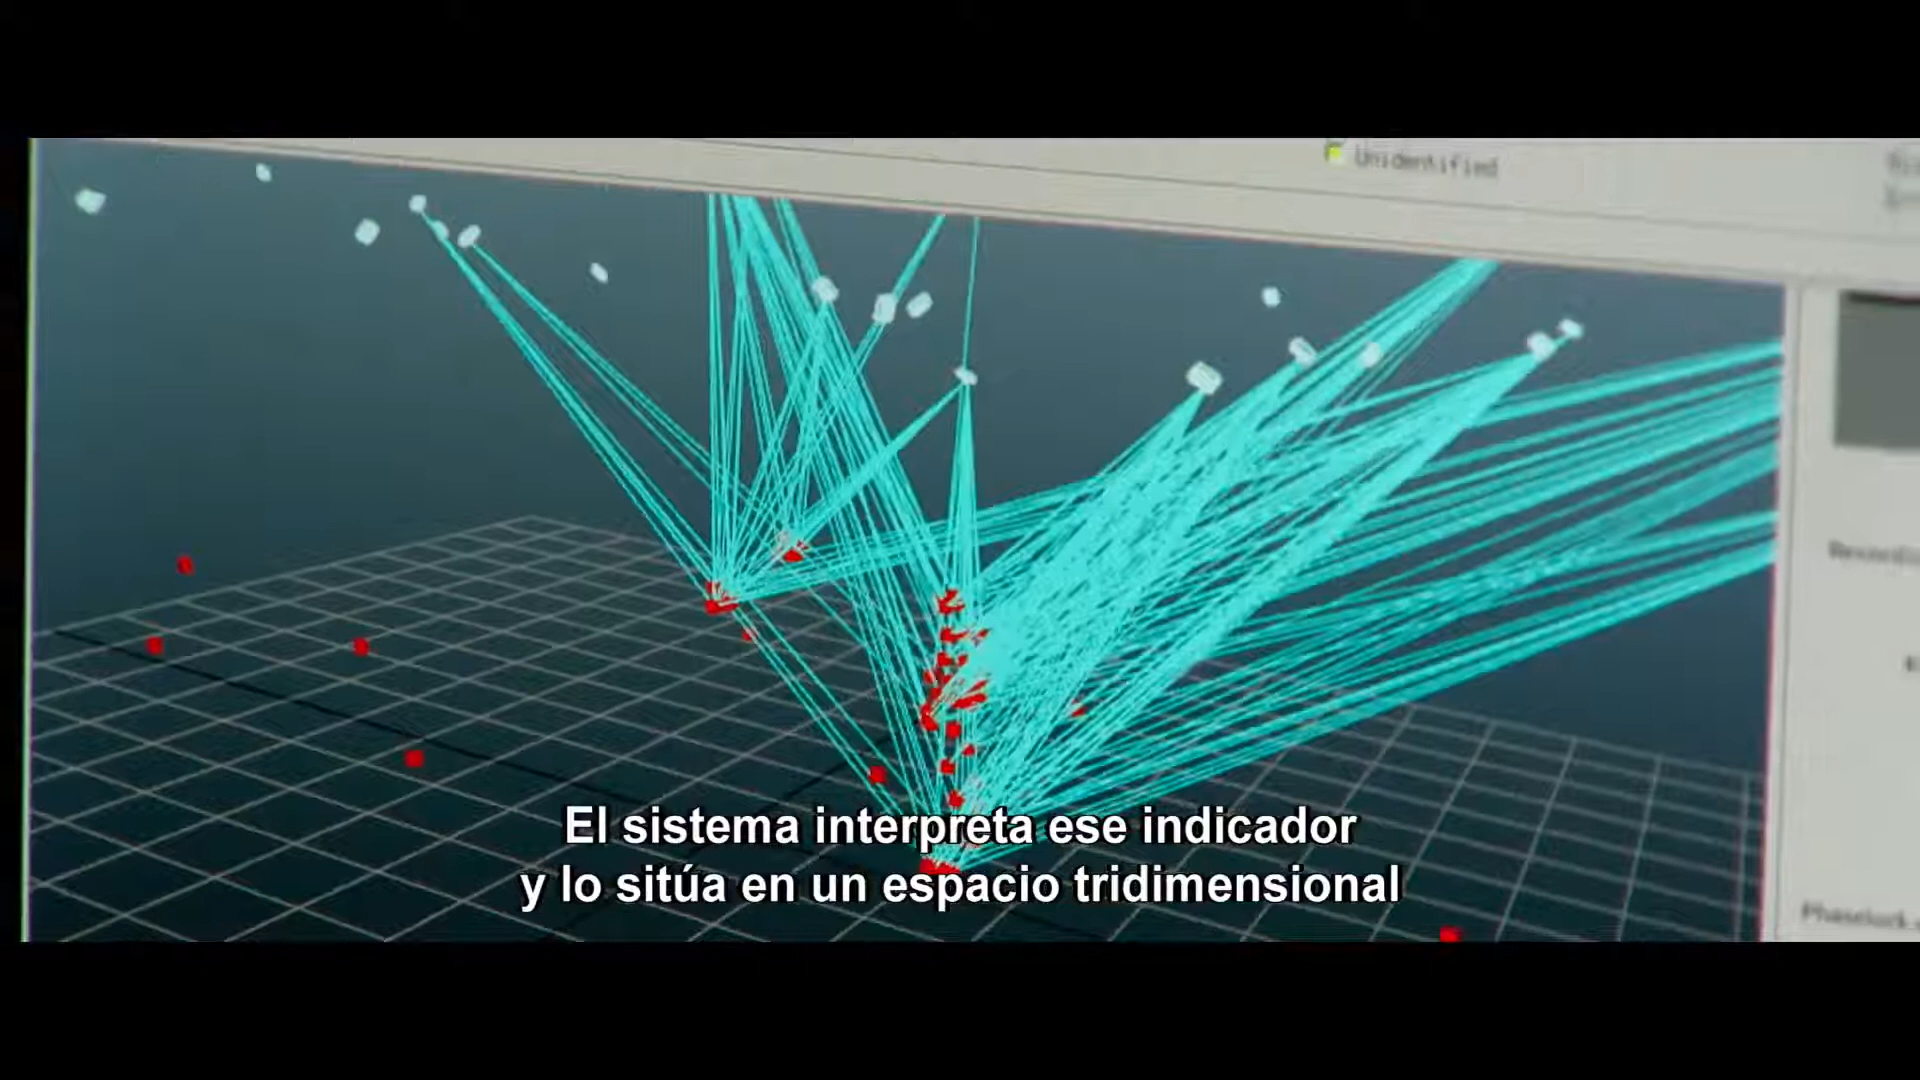 Unidentified
El sistema interpreta ese indicador
y lo sitúa en un espacio tridimensional